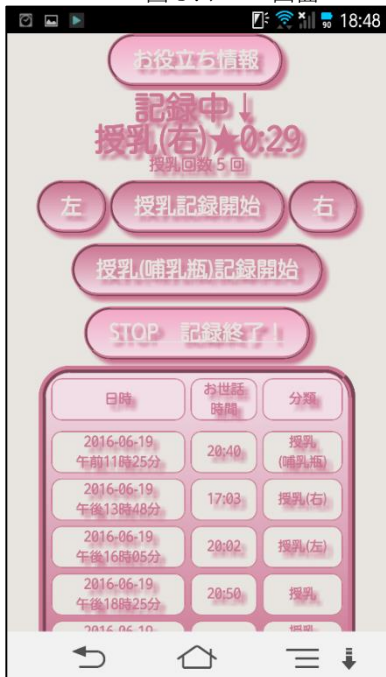 18:48
お役立ち情報
記録中↓
授乳(右)★0:29
授乳回数5回
左 授乳記録開始 右
授乳(哺乳瓶)記録開始
STOP 記録終了!
日時 お世話時間 分類
2016-06-19 午前11時25分 20:40 授乳(哺乳瓶)
2016-06-19 午後13時48分 17:03 授乳(右)
2016-06-19 午後16時05分 20:02 授乳(左)
2016-06-19 午後18時25分 20:50 授乳
2016-06-19 授乳